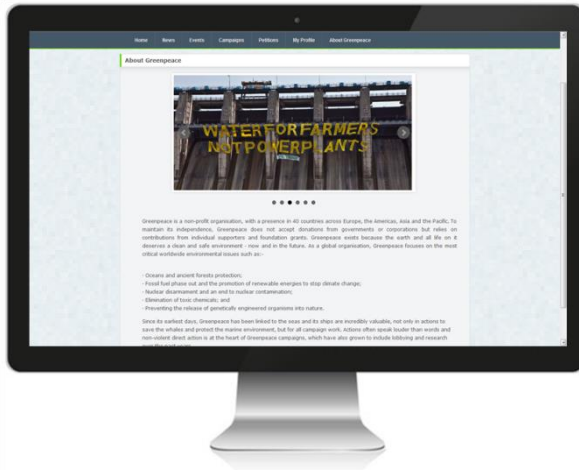 Home News Events Campaigns Petitions My Profile About Greenpeace
About Greenpeace
WATER FOR FARMERS
NOT POWER PLANTS
Greenpeace is a non-profit organisation, with a presence in 40 countries across Europe, the Americas, Asia and the Pacific. To
maintain its independence, Greenpeace does not accept donations from governments or corporations but relies on
contributions from individual supporters and foundation grants. Greenpeace exists because the earth and all life on it
deserves a clean and safe environment - now and in the future. As a global organisation, Greenpeace focuses on the most
critical worldwide environmental issues such as:-
- Oceans and ancient forests protection;
- Fossil fuel phase out and the promotion of renewable energies to stop climate change;
- Nuclear disarmament and an end to nuclear contamination;
- Elimination of toxic chemicals; and
- Preventing the release of genetically engineered organisms into nature.
Since its earliest days, Greenpeace has been linked to the seas and its ships are incredibly valuable, not only in actions to
save the whales and protect the marine environment, but for all campaign work. Actions often speak louder than words and
non-violent direct action is at the heart of Greenpeace campaigns, which have also grown to include lobbying and research